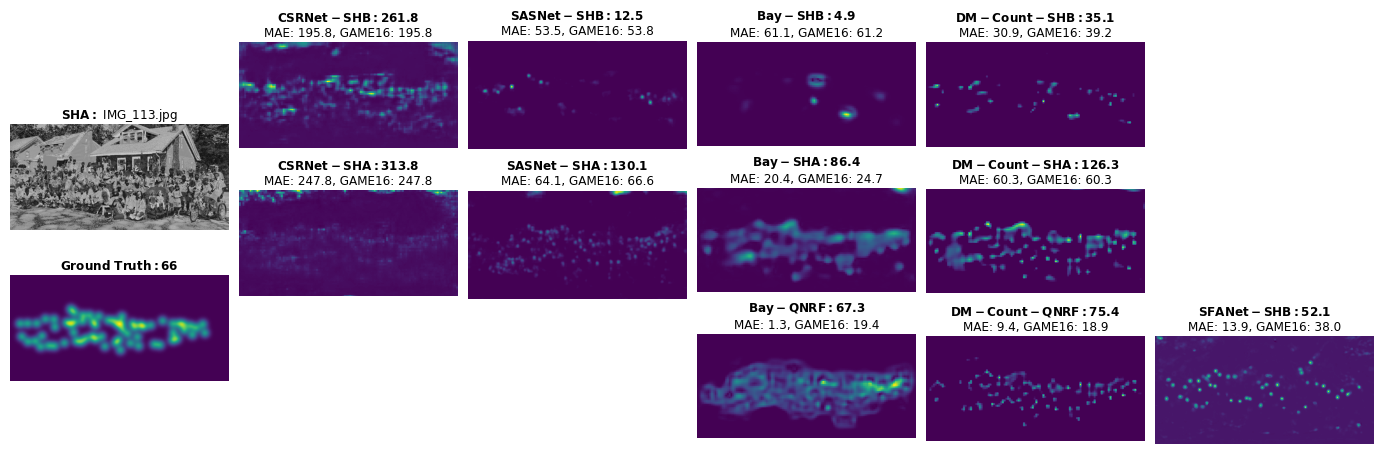 CSRNet−SHB: 261.8
MAE: 195.8, GAME16: 195.8
SASNet−SHB: 12.5
MAE: 53.5, GAME16: 53.8
Bay−SHB: 4.9
MAE: 61.1, GAME16: 61.2
DM−Count−SHB: 35.1
MAE: 30.9, GAME16: 39.2
SHA: IMG_113.jpg
CSRNet−SHA: 313.8
MAE: 247.8, GAME16: 247.8
SASNet−SHA: 130.1
MAE: 64.1, GAME16: 66.6
Bay−SHA: 86.4
MAE: 20.4, GAME16: 24.7
DM−Count−SHA: 126.3
MAE: 60.3, GAME16: 60.3
Ground Truth: 66
Bay−QNRF: 67.3
MAE: 1.3, GAME16: 19.4
DM−Count−QNRF: 75.4
MAE: 9.4, GAME16: 18.9
SFANet−SHB: 52.1
MAE: 13.9, GAME16: 38.0